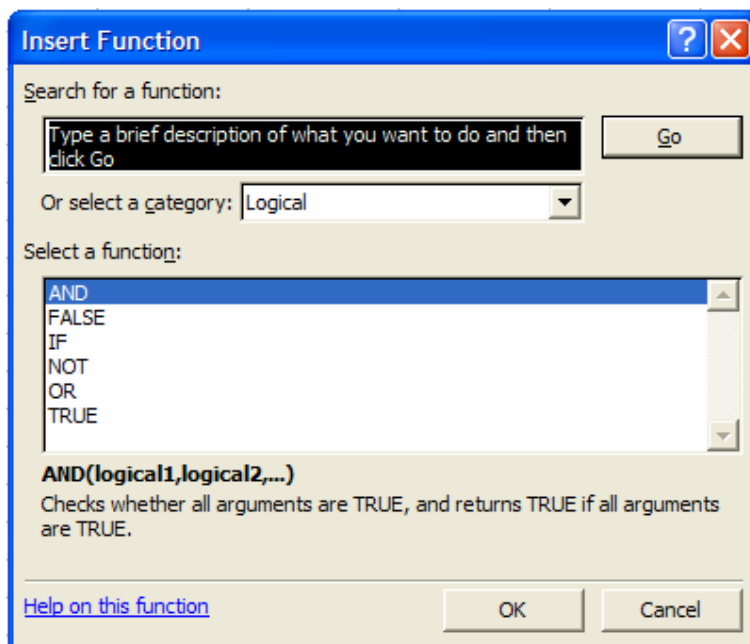 Insert Function
Search for a function:
Type a brief description of what you want to do and then
click Go
Go
Or select a category: Logical
Select a function:
AND
FALSE
IF
NOT
OR
TRUE
AND(logical1,logical2,...)
Checks whether all arguments are TRUE, and returns TRUE if all arguments
are TRUE.
Help on this function
OK
Cancel